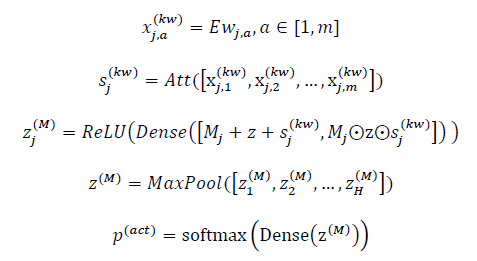 x_{j,a}^{(kw)} = Ew_{j,a}, a ∈ [1, m]
s_j^{(kw)} = Att([x_{j,1}^{(kw)}, x_{j,2}^{(kw)}, …, x_{j,m}^{(kw)}])
z_j^{(M)} = ReLU(Dense([M_j + z + s_j^{(kw)}, M_j⊙z⊙s_j^{(kw)}]))
z^{(M)} = MaxPool([z_1^{(M)}, z_2^{(M)}, …, z_H^{(M)}])
p^{(act)} = softmax(Dense(z^{(M)}))